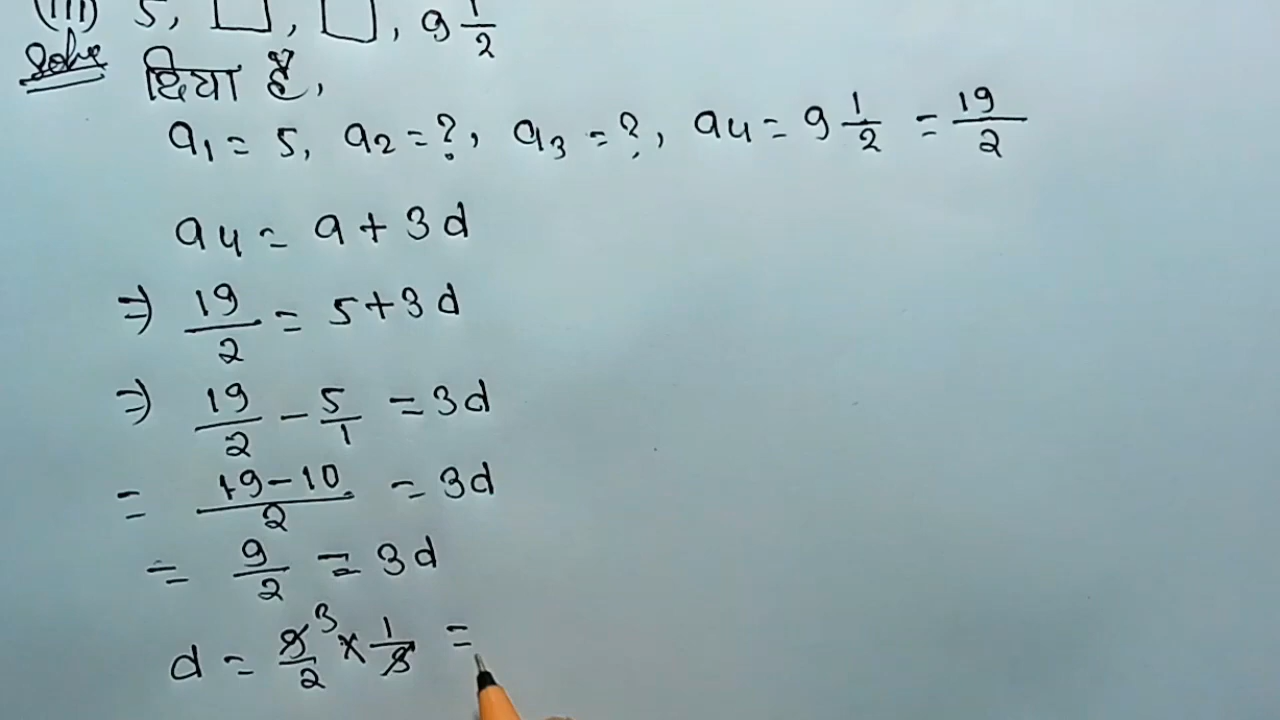 (iii) 5, □, □, 9 1/2
Solve
दिया है,
a₁ = 5, a₂ = ?, a₃ = ?, a₄ = 9 1/2 = 19/2
a₄ = a + 3d
⇒ 19/2 = 5 + 3d
⇒ 19/2 - 5/1 = 3d
= 19-10/2 = 3d
= 9/2 = 3d
d = 9/2 3 × 1/3 =